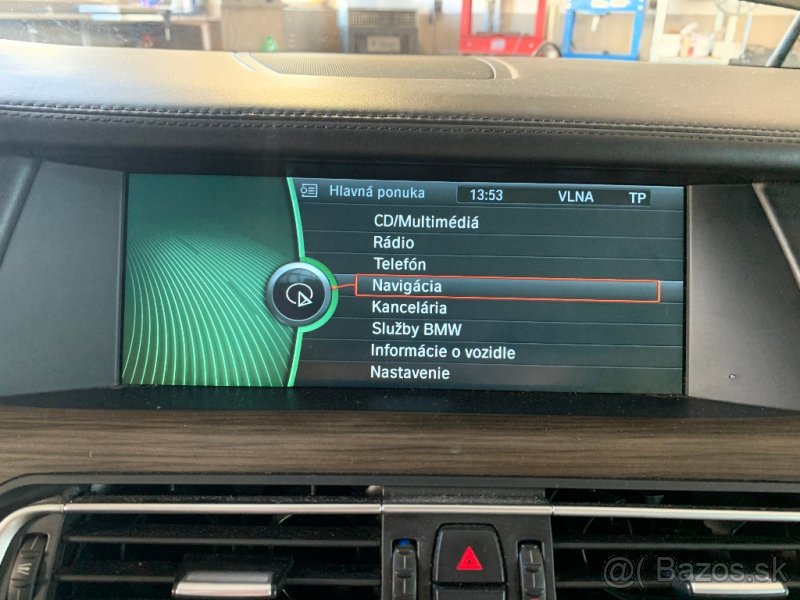 Hlavná ponuka 13:53 VLNA TP
CD/Multimédiá
Rádio
Telefón
Navigácia
Kancelária
Služby BMW
Informácie o vozidle
Nastavenie
@ Bazos.sk